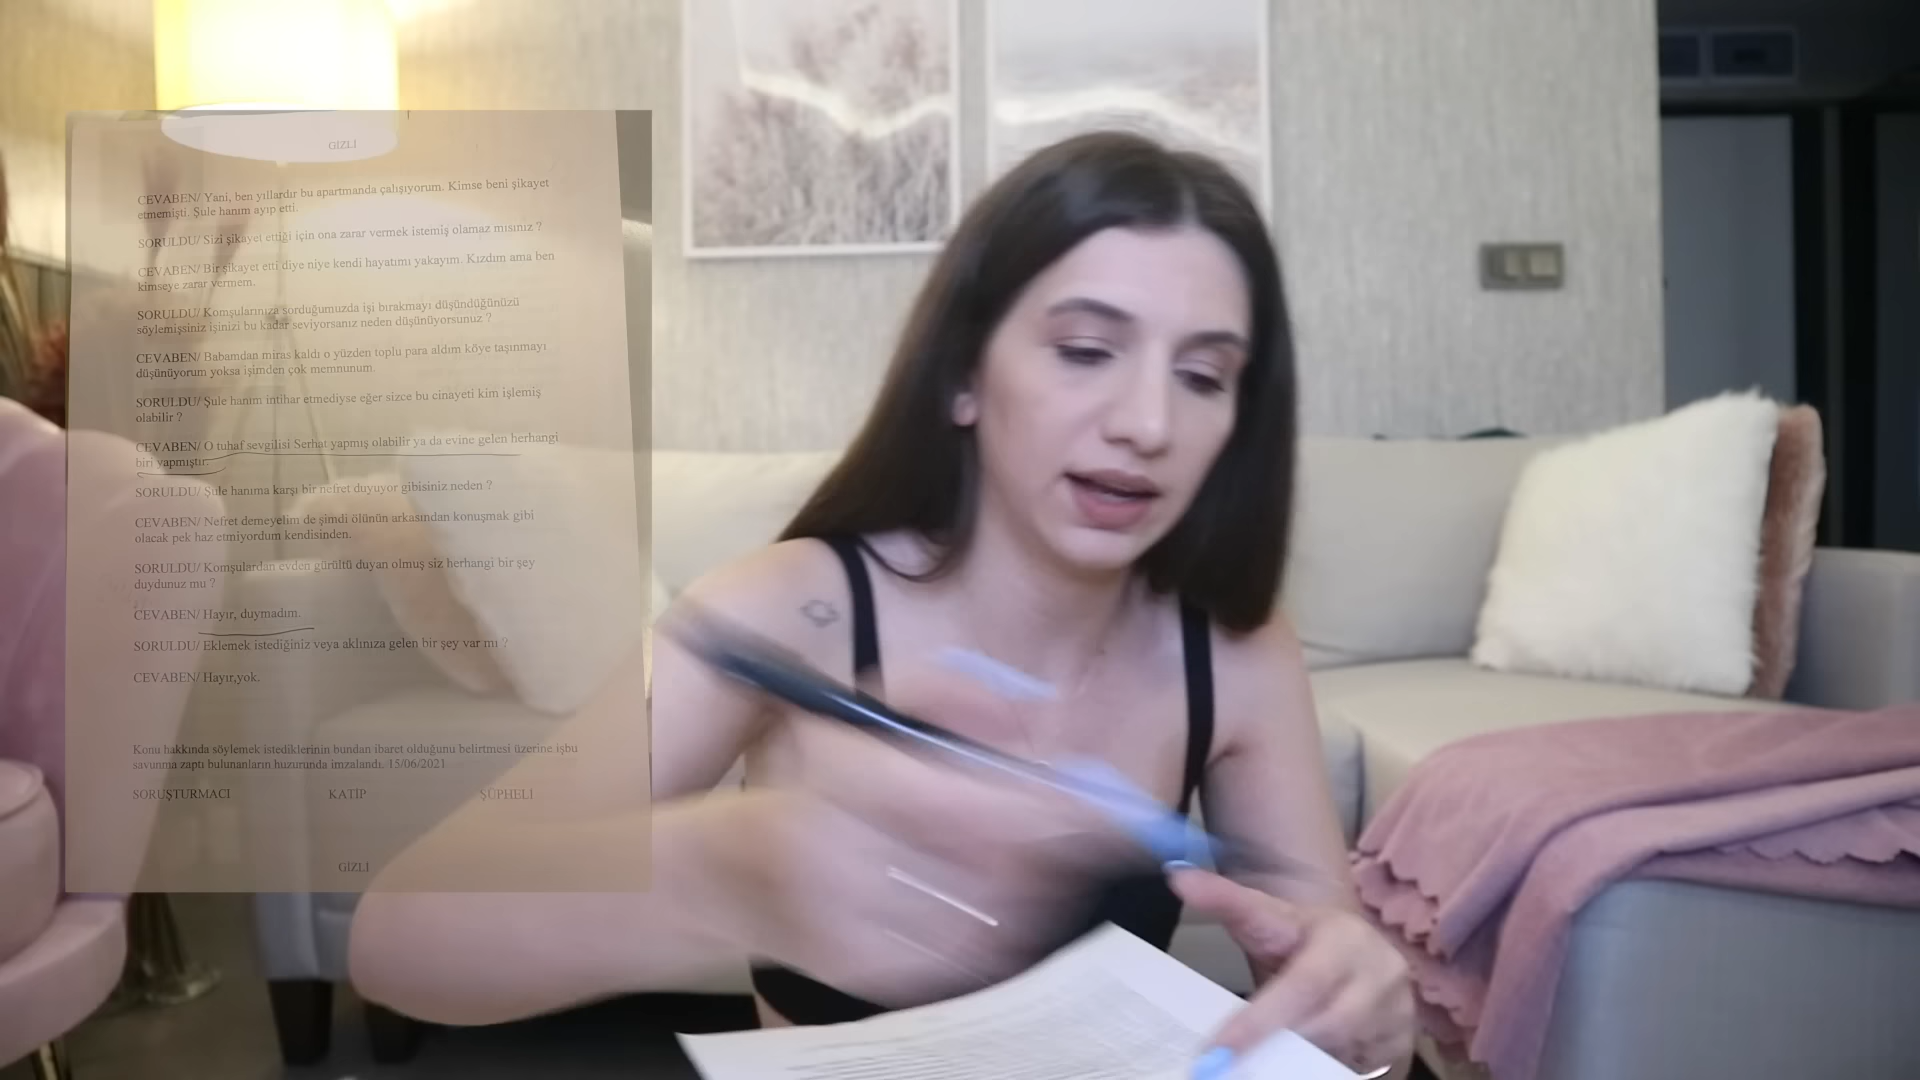 GİZLİ
CEVABEN/ Yani, ben yıllardır bu apartmanda çalışıyorum. Kimse beni şikayet
etmemişti. Şule hanım ayıp etti.
SORULDU/ Sizi şikayet ettiği için ona zarar vermek istemiş olamaz mısınız ?
CEVABEN/ Bir şikayet etti diye niye kendi hayatımı yakayım. Kızdım ama ben
kimseye zarar vermem.
SORULDU/ Komşularınıza sorduğumuzda işi bırakmayı düşündüğünüzü
söylemişsiniz işinizi bu kadar seviyorsanız neden düşünüyorsunuz ?
CEVABEN/ Babamdan miras kaldı o yüzden toplu para aldım köye taşınmayı
düşünüyorum yoksa işimden çok memnunum.
SORULDU/ Şule hanım intihar etmediyse eğer sizce bu cinayeti kim işlemiş
olabilir ?
CEVABEN/ O tuhaf sevgilisi Serhat yapmış olabilir ya da evine gelen herhangi
biri yapmıştır.
SORULDU/ Şule hanıma karşı bir nefret duyuyor gibisiniz neden ?
CEVABEN/ Nefret demeyelim de şimdi ölünün arkasından konuşmak gibi
olacak pek haz etmiyordum kendisinden.
SORULDU/ Komşulardan evden gürültü duyan olmuş siz herhangi bir şey
duydunuz mu ?
CEVABEN/ Hayır, duymadım.
SORULDU/ Eklemek istediğiniz veya aklınıza gelen bir şey var mı ?
CEVABEN/ Hayır,yok.
Konu hakkında söylemek istediklerinin bundan ibaret olduğunu belirtmesi üzerine işbu
savunma zaptı bulunanların huzurunda imzalandı. 15/06/2021
SORUŞTURMACI KATİP ŞÜPHELİ
GİZLİ